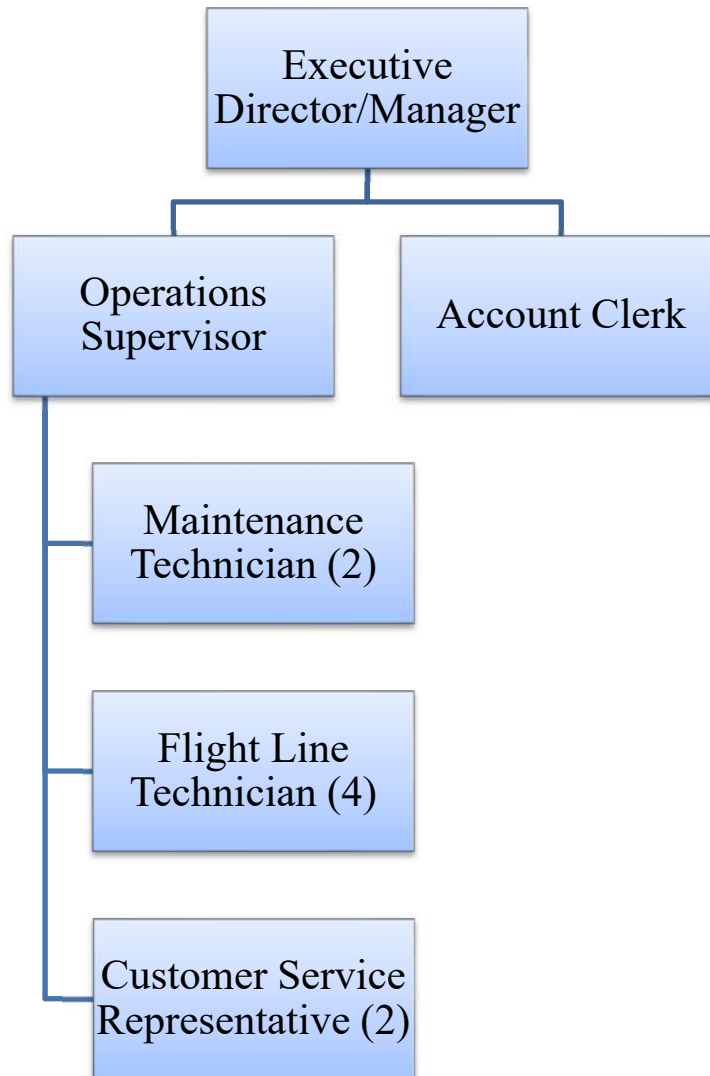 Executive
Director/Manager
Operations
Supervisor
Account Clerk
Maintenance
Technician (2)
Flight Line
Technician (4)
Customer Service
Representative (2)